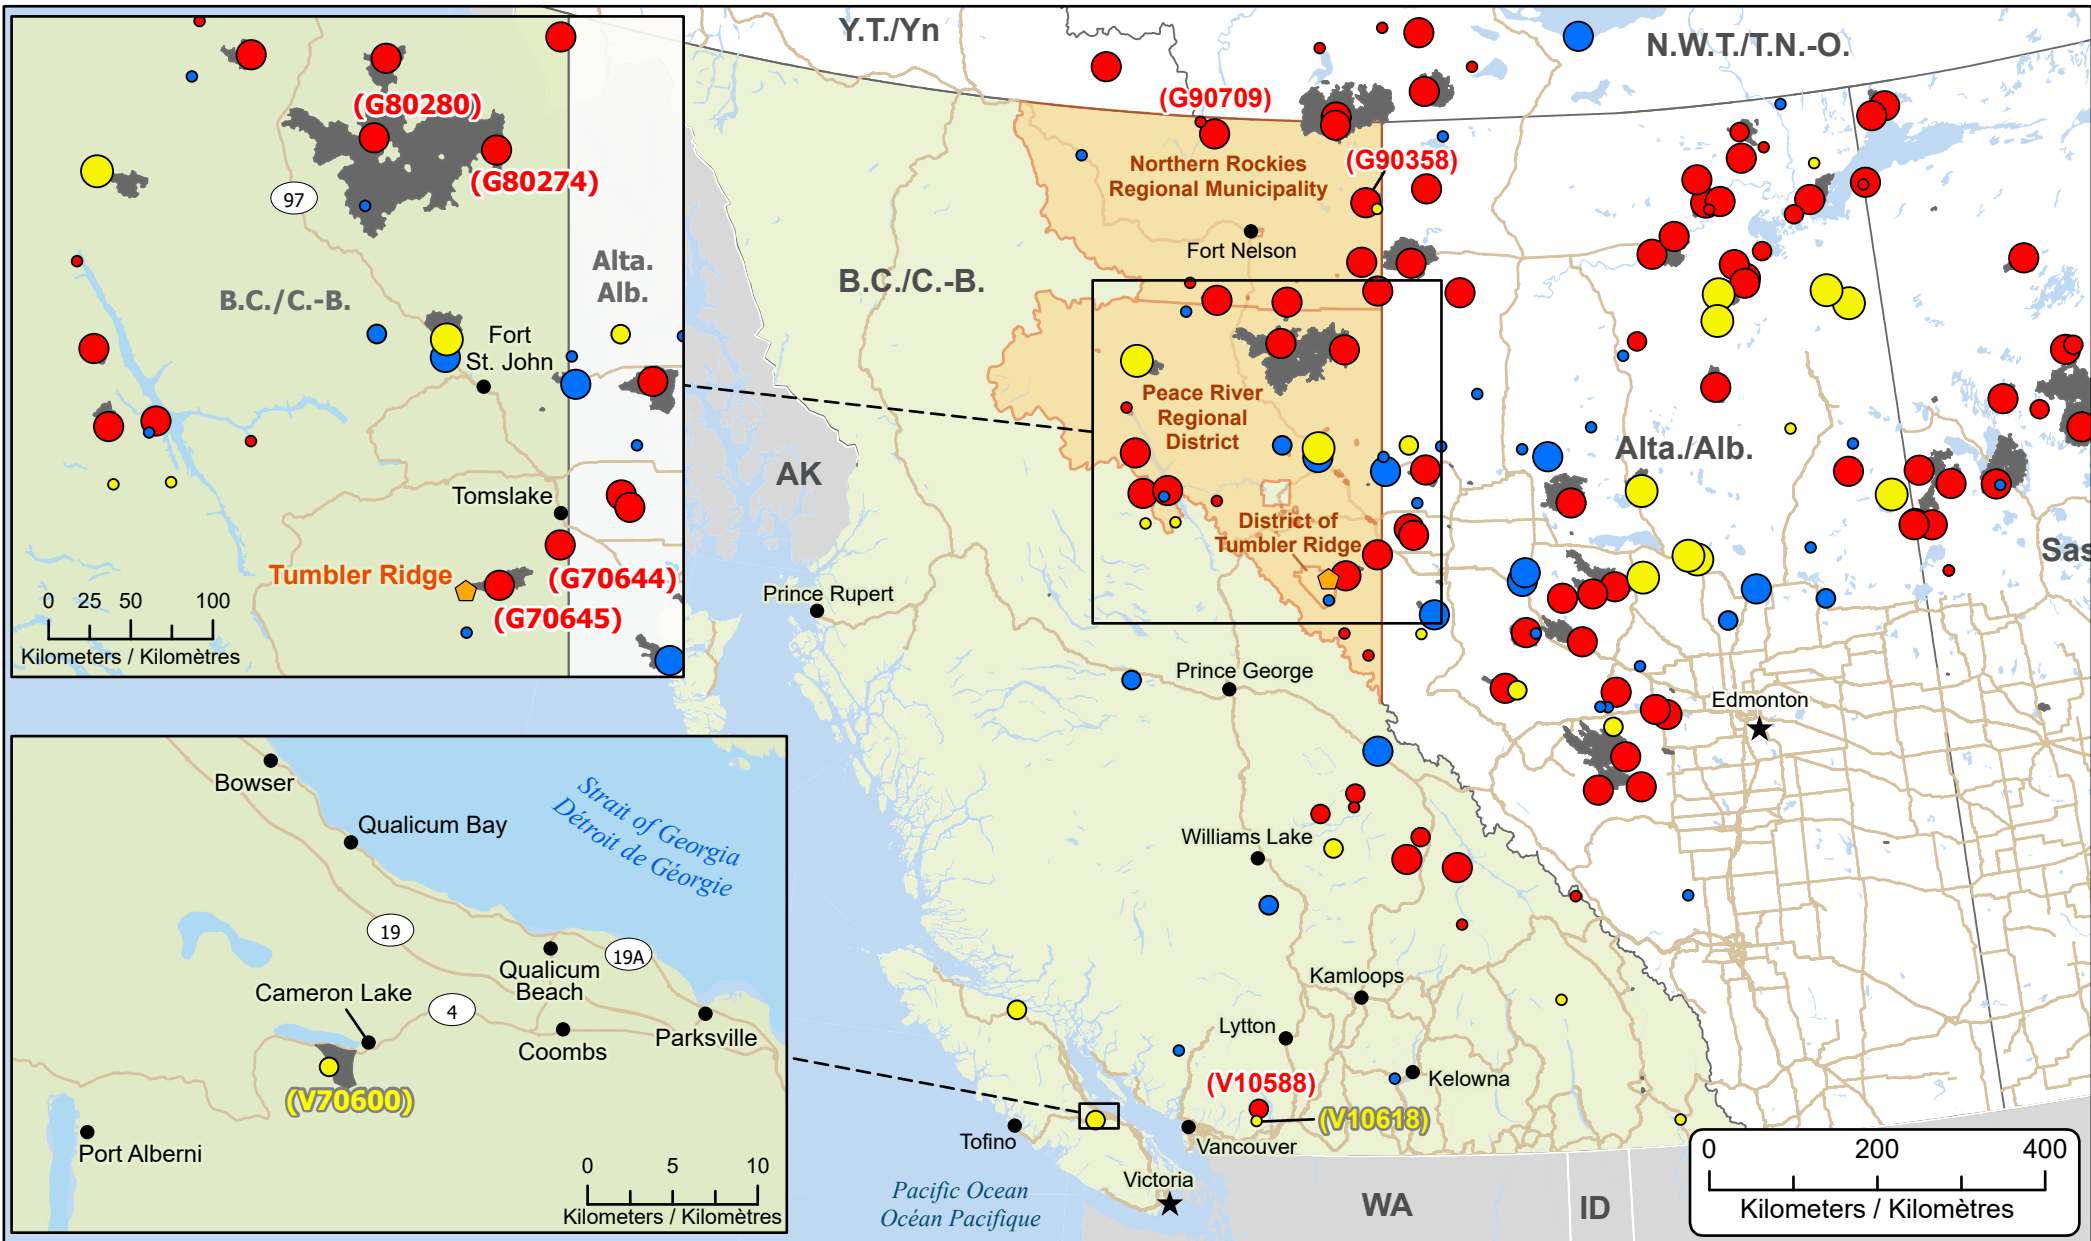 Y.T./Yn
N.W.T./T.N.-O.
(G90709)
(G90358)
Northern Rockies
Regional Municipality
Fort Nelson
B.C./C.-B.
Peace River
Regional
District
District of
Tumbler Ridge
Alta./Alb.
Sas
AK
Prince Rupert
Prince George
Edmonton
Williams Lake
Kamloops
Lytton
Kelowna
(V10588)
(V10618)
Vancouver
Tofino
Victoria
Pacific Ocean
Océan Pacifique
WA
ID
0 200 400
Kilometers / Kilomètres
(G80280)
(G80274)
97
B.C./C.-B.
Alta.
Alb.
Fort
St. John
Tomslake
Tumbler Ridge
(G70644)
(G70645)
0 25 50 100
Kilometers / Kilomètres
Bowser
Qualicum Bay
Strait of Georgia
Détroit de Géorgie
19
19A
Qualicum
Beach
Cameron Lake
4
Parksville
Coombs
(V70600)
Port Alberni
0 5 10
Kilometers / Kilomètres